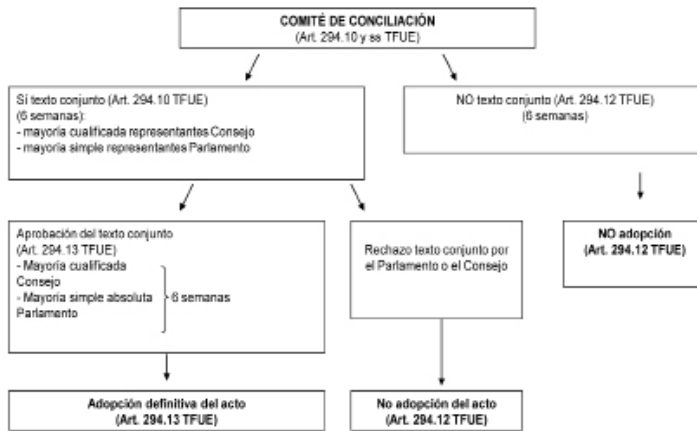 COMITÉ DE CONCILIACIÓN
(Art. 294.10 y ss TFUE)
Sí texto conjunto (Art. 294.10 TFUE)
(6 semanas):
- mayoría cualificada representantes Consejo
- mayoría simple representantes Parlamento
NO texto conjunto (Art. 294.12 TFUE)
(6 semanas)
Aprobación del texto conjunto
(Art. 294.13 TFUE)
- Mayoría cualificada
Consejo
- Mayoría simple absoluta
Parlamento
6 semanas
Rechazo texto conjunto por
el Parlamento o el Consejo
NO adopción
(Art. 294.12 TFUE)
Adopción definitiva del acto
(Art. 294.13 TFUE)
No adopción del acto
(Art. 294.12 TFUE)